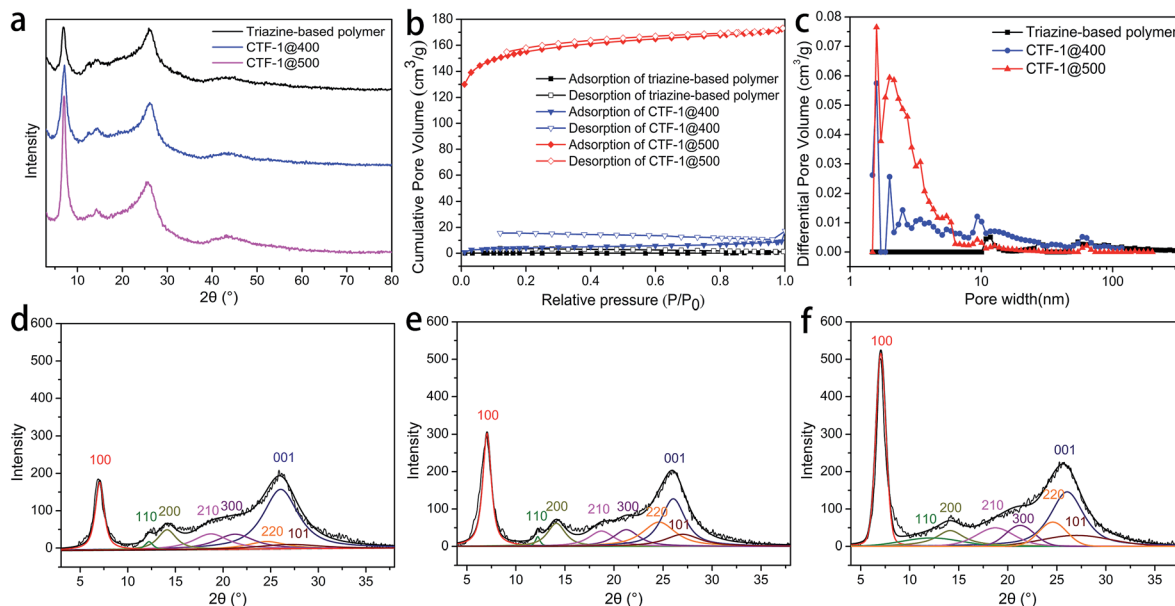 a
Triazine-based polymer
CTF-1@400
CTF-1@500
Intensity
10 20 30 40 50 60 70 80
2θ (°)
b
Cumulative Pore Volume (cm3/g)
180
160
140
120
100
80
60
40
20
0
Adsorption of triazine-based polymer
Desorption of triazine-based polymer
Adsorption of CTF-1@400
Desorption of CTF-1@400
Adsorption of CTF-1@500
Desorption of CTF-1@500
0.0 0.2 0.4 0.6 0.8 1.0
Relative pressure (P/P0)
c
Differential Pore Volume (cm3/g)
0.08
0.07
0.06
0.05
0.04
0.03
0.02
0.01
0.00
Triazine-based polymer
CTF-1@400
CTF-1@500
1 10 100
Pore width(nm)
d
Intensity
600
500
400
300
200
100
0
100
110
200
210
300
001
220
101
5 10 15 20 25 30 35
2θ (°)
e
Intensity
600
500
400
300
200
100
0
100
110
200
210
300
001
220
101
5 10 15 20 25 30 35
2θ (°)
f
Intensity
600
500
400
300
200
100
0
100
110
200
210
300
001
220
101
5 10 15 20 25 30 35
2θ (°)